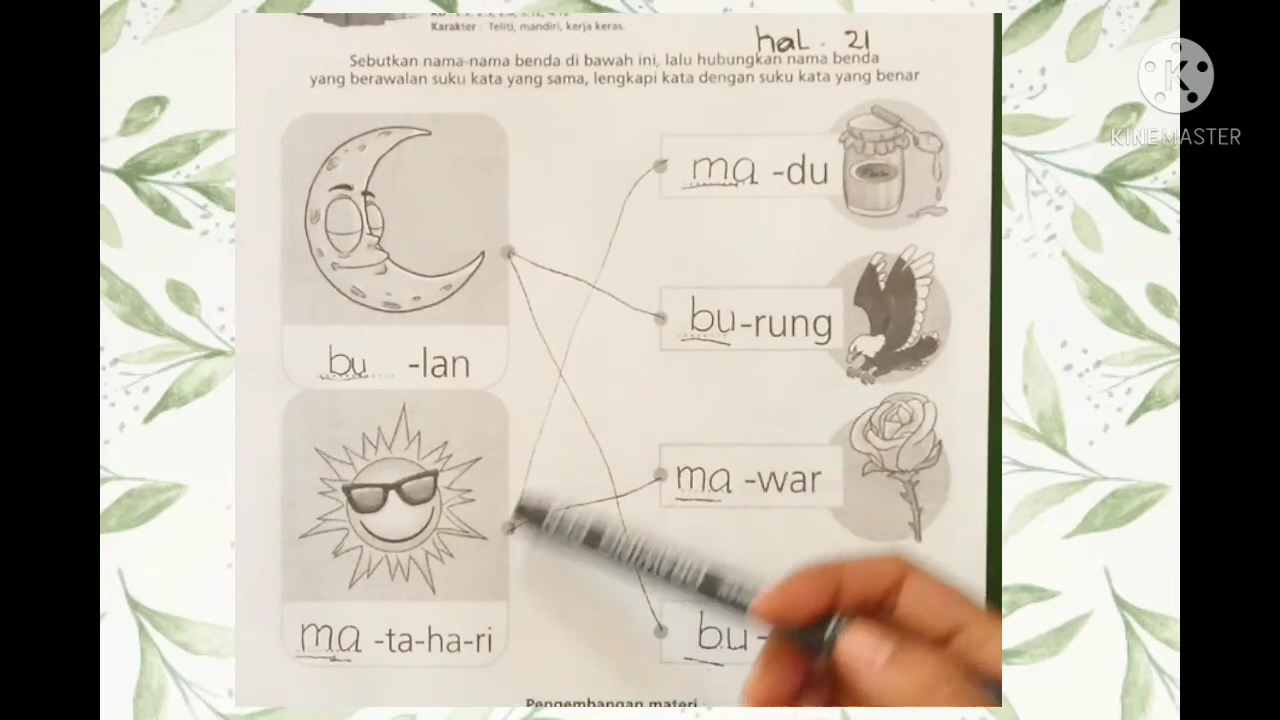 Karakter : Teliti, mandiri, kerja keras.
hal. 21
Sebutkan nama-nama benda di bawah ini, lalu hubungkan nama benda
yang berawalan suku kata yang sama, lengkapi kata dengan suku kata yang benar
KINEMASTER
bu -lan
ma -ta-ha-ri
ma -du
bu-rung
ma -war
bu-
Pengembangan materi